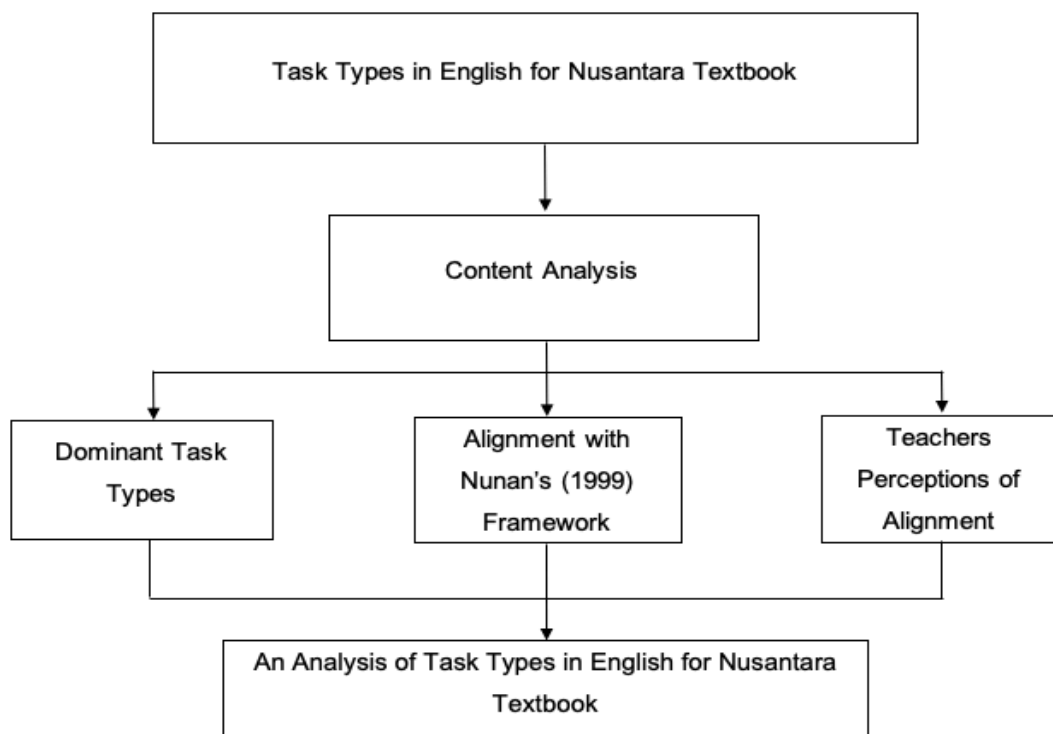 Task Types in English for Nusantara Textbook
Content Analysis
Dominant Task
Types
Alignment with
Nunan's (1999)
Framework
Teachers
Perceptions of
Alignment
An Analysis of Task Types in English for Nusantara
Textbook